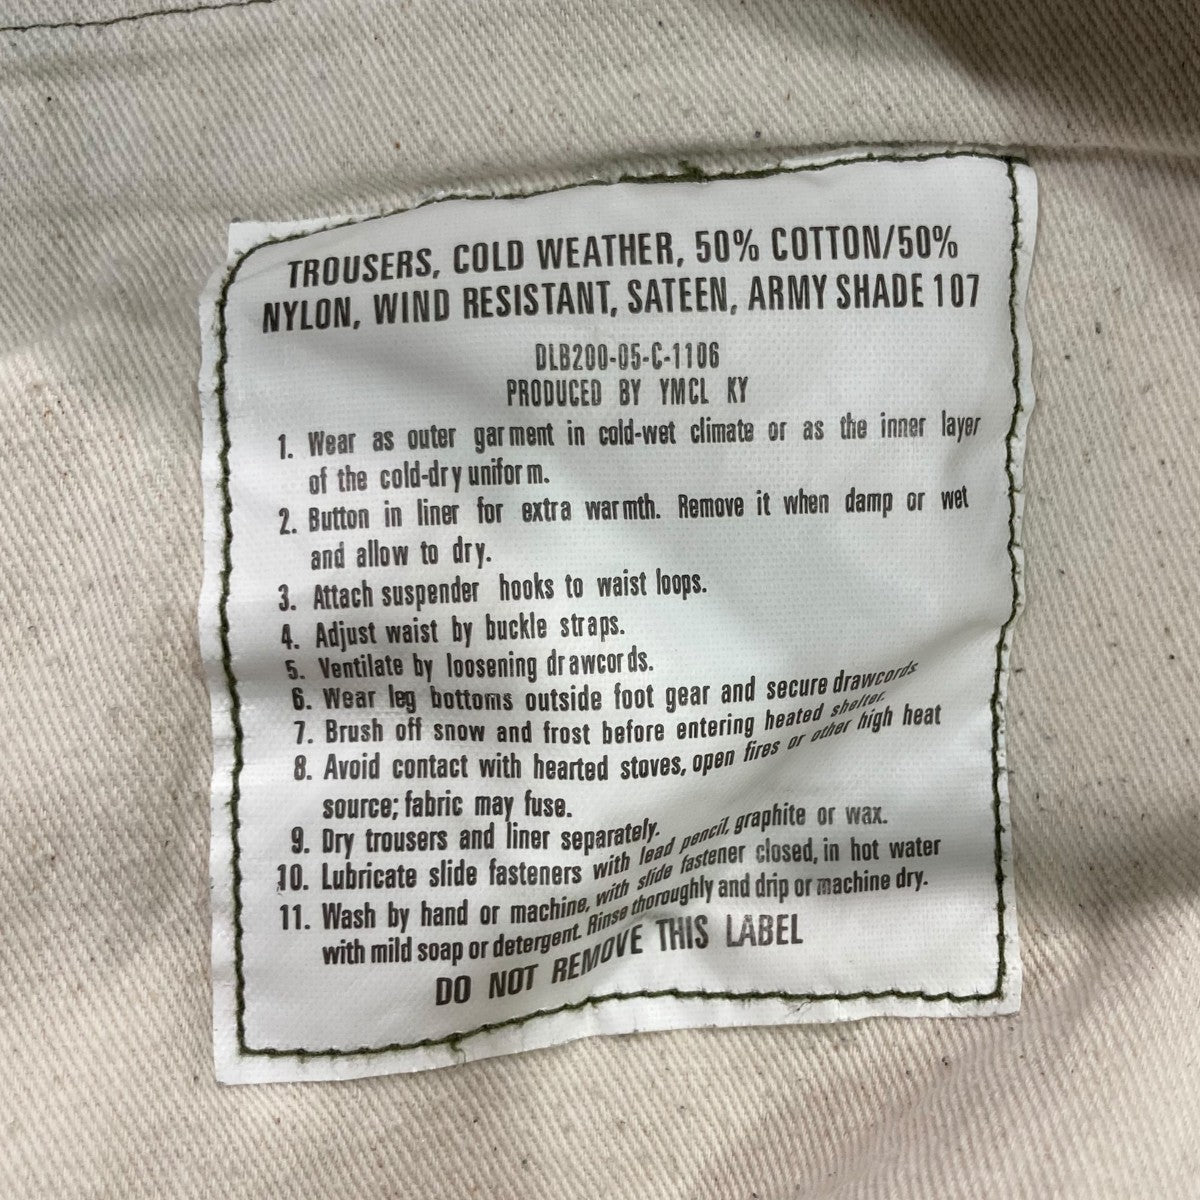 TROUSERS, COLD WEATHER, 50% COTTON/50%
NYLON, WIND RESISTANT, SATEEN, ARMY SHADE 107
DLB200-05-C-1106
PRODUCED BY YMCL KY
1. Wear as outer garment in cold-wet climate or as the inner layer
of the cold-dry uniform.
2. Button in liner for extra warmth. Remove it when damp or wet
and allow to dry.
3. Attach suspender hooks to waist loops.
4. Adjust waist by buckle straps.
5. Ventilate by loosening drawcords.
6. Wear leg bottoms outside foot gear and secure drawcords
7. Brush off snow and frost before entering heated shelter.
8. Avoid contact with hearted stoves, open fires or other high heat
source; fabric may fuse.
9. Dry trousers and liner separately.
10. Lubricate slide fasteners with lead pencil, graphite or wax.
11. Wash by hand or machine, with slide fastener closed, in hot water
with mild soap or detergent. Rinse thoroughly and drip or machine dry.
DO NOT REMOVE THIS LABEL